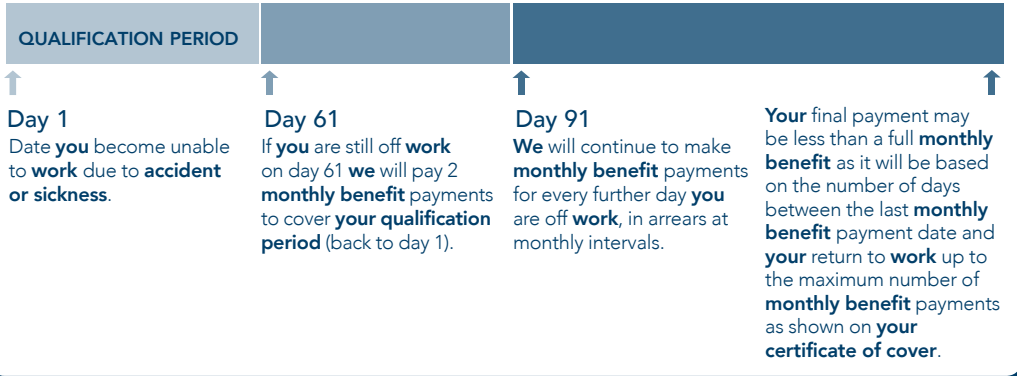 QUALIFICATION PERIOD
Day 1
Date you become unable
to work due to accident
or sickness.
Day 61
If you are still off work
on day 61 we will pay 2
monthly benefit payments
to cover your qualification
period (back to day 1).
Day 91
We will continue to make
monthly benefit payments
for every further day you
are off work, in arrears at
monthly intervals.
Your final payment may
be less than a full monthly
benefit as it will be based
on the number of days
between the last monthly
benefit payment date and
your return to work up to
the maximum number of
monthly benefit payments
as shown on your
certificate of cover.